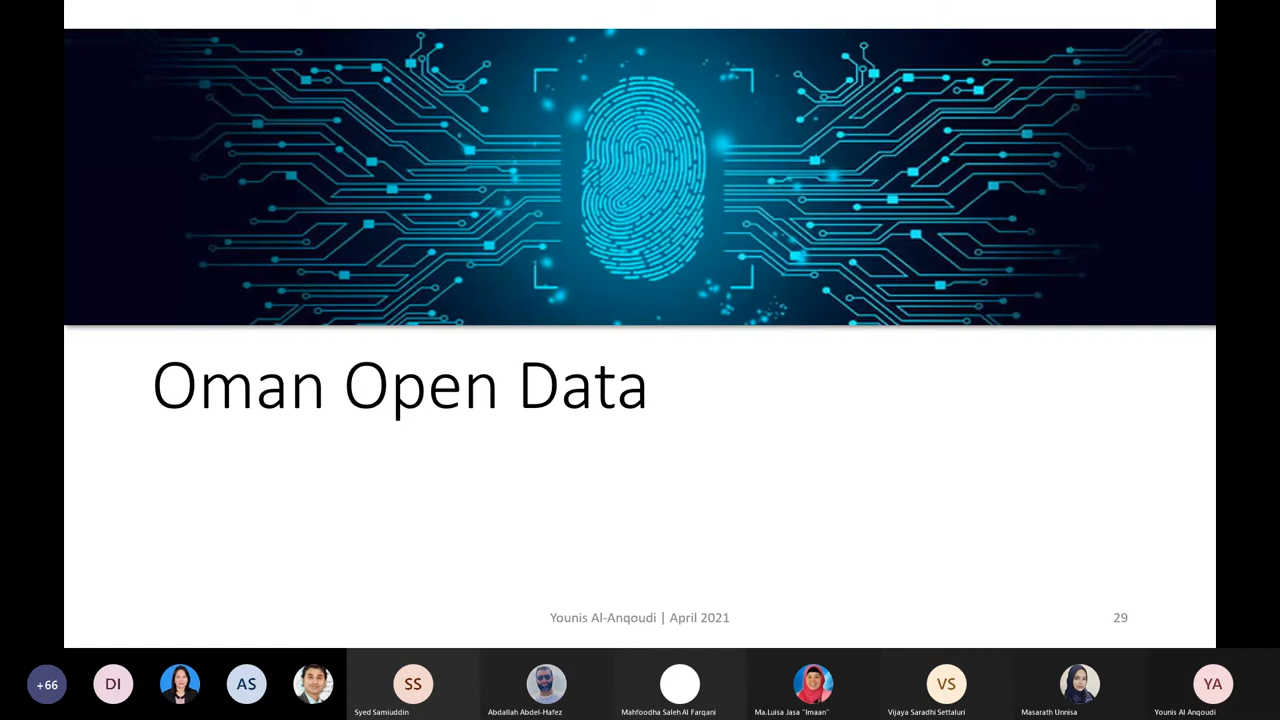 Oman Open Data
Younis Al-Anqoudi | April 2021
29
+66
DI
AS
SS
VS
YA
Syed Samiuddin
Abdallah Abdel-Hafez
Mahfoodha Saleh Al Farqani
Ma.Luisa Jasa "Imaan"
Vijaya Saradhi Settaluri
Masarath Unnisa
Younis Al Anqoudi